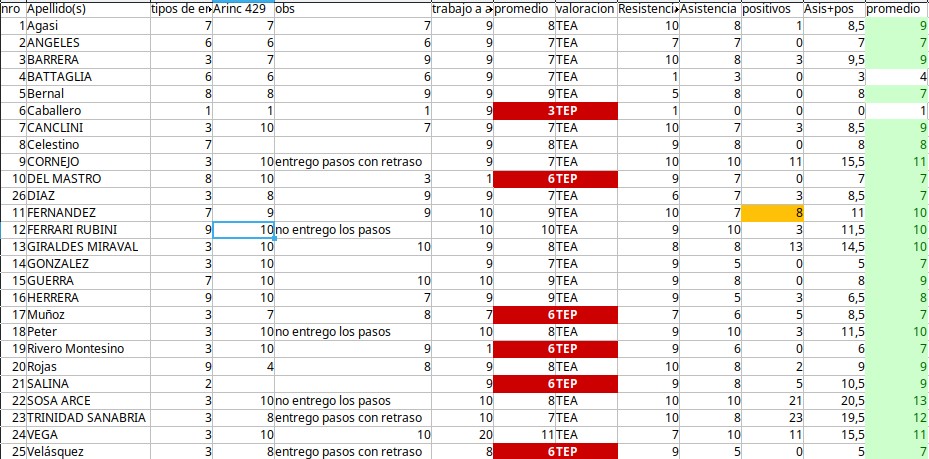 nro Apellido(s) tipos de er Arinc 429 obs trabajo a promedio valoracion Resistenci Asistencia positivos Asis+pos promedio
1 Agasi 7 7 7 9 8 TEA 10 8 1 8,5 9
2 ANGELES 6 6 6 9 7 TEA 7 7 0 7 7
3 BARRERA 3 7 9 9 7 TEA 10 8 3 9,5 9
4 BATTAGLIA 6 6 6 9 7 TEA 1 3 0 3 4
5 Bernal 8 8 9 9 9 TEA 5 8 0 8 7
6 Caballero 1 1 1 9 3 TEP 1 0 0 0 1
7 CANCLINI 3 10 7 9 7 TEA 10 7 3 8,5 9
8 Celestino 7 9 8 TEA 9 8 0 8 8
9 CORNEJO 3 10 entrego pasos con retraso 9 7 TEA 10 10 11 15,5 11
10 DEL MASTRO 8 10 3 1 6 TEP 9 7 0 7 7
26 DIAZ 3 8 9 9 7 TEA 6 7 3 8,5 7
11 FERNANDEZ 7 9 9 10 9 TEA 10 7 8 11 10
12 FERRARI RUBINI 9 10 no entrego los pasos 10 10 TEA 9 10 3 11,5 10
13 GIRALDES MIRAVAL 3 10 10 9 8 TEA 8 8 13 14,5 10
14 GONZALEZ 3 10 9 7 TEA 9 5 0 5 7
15 GUERRA 7 10 10 10 9 TEA 9 8 0 8 9
16 HERRERA 9 10 7 9 9 TEA 9 5 3 6,5 8
17 Muñoz 3 7 8 7 6 TEP 7 6 5 8,5 7
18 Peter 3 10 no entrego los pasos 10 8 TEA 9 10 3 11,5 10
19 Rivero Montesino 3 10 9 1 6 TEP 9 6 0 6 7
20 Rojas 9 4 8 9 8 TEA 10 8 2 9 9
21 SALINA 2 9 6 TEP 9 8 5 10,5 9
22 SOSA ARCE 3 10 no entrego los pasos 10 8 TEA 10 10 21 20,5 13
23 TRINIDAD SANABRIA 3 8 entrego pasos con retraso 10 7 TEA 10 8 23 19,5 12
24 VEGA 3 10 10 20 11 TEA 7 10 11 15,5 11
25 Velásquez 3 8 entrego pasos con retraso 8 6 TEP 9 5 0 5 7